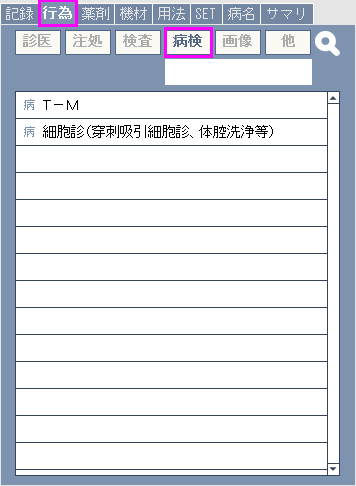 記録 行為 薬剤 機材 用法 SET 病名 サマリ
診医 注処 検査 病検 画像 他
病 T－M
病 細胞診（穿刺吸引細胞診、体腔洗浄等）